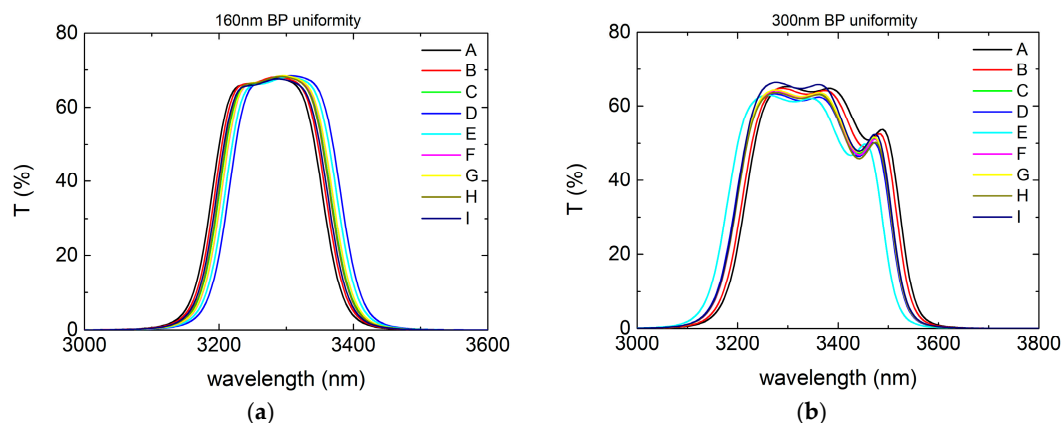 160nm BP uniformity
80
60
40
20
0
T (%)
A
B
C
D
E
F
G
H
I
3000 3200 3400 3600
wavelength (nm)
(a)
300nm BP uniformity
80
60
40
20
0
T (%)
A
B
C
D
E
F
G
H
I
3000 3200 3400 3600 3800
wavelength (nm)
(b)